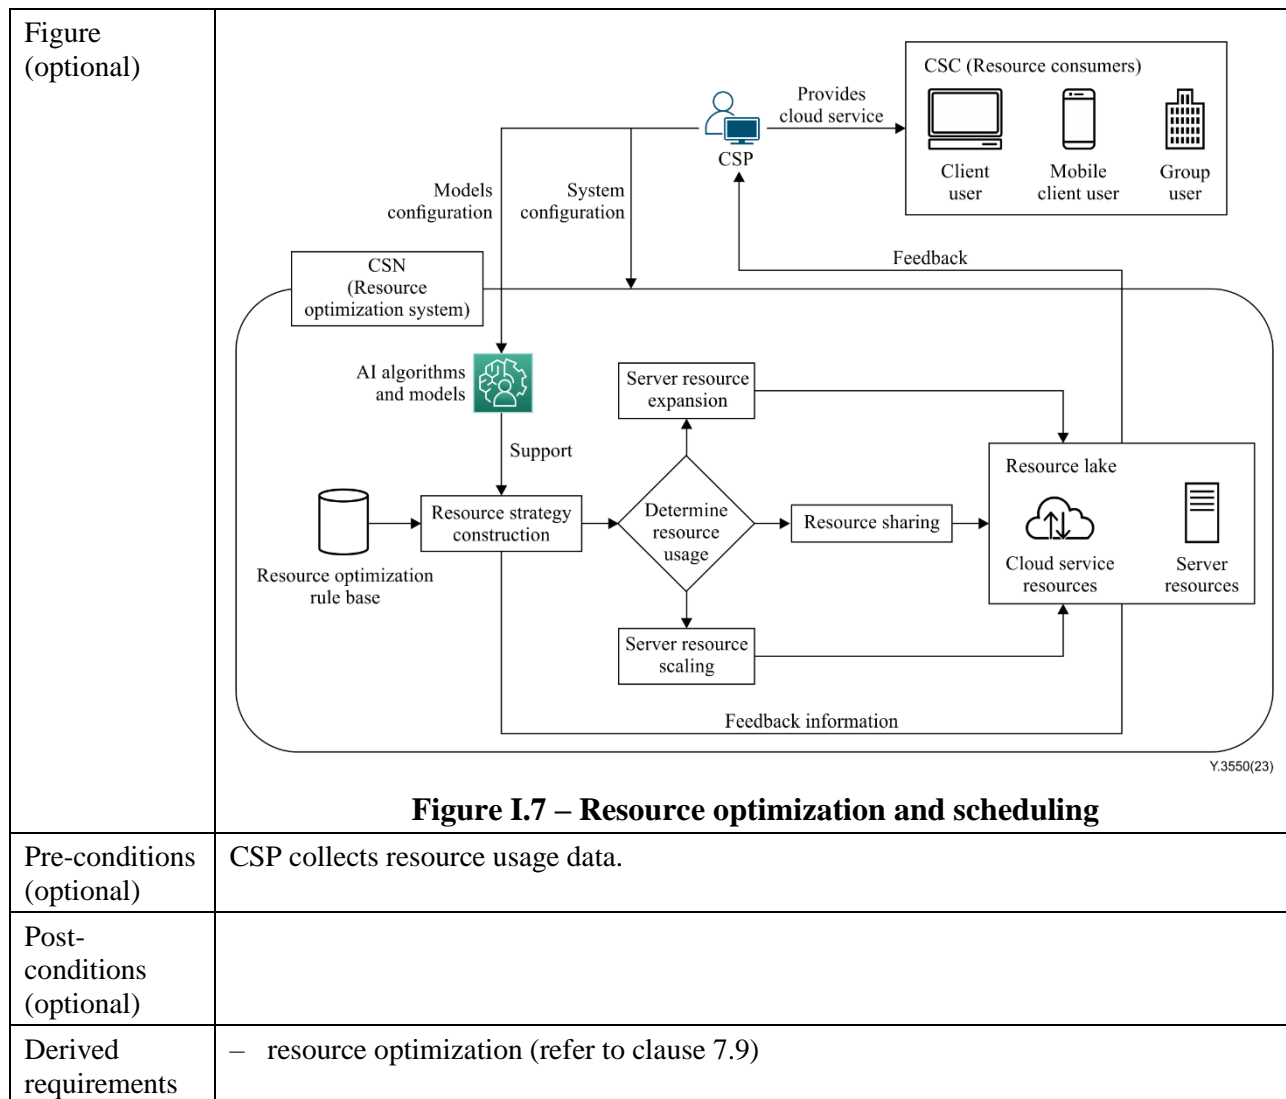 Figure
(optional)
CSC (Resource consumers)
Provides
cloud service
CSP
Client
user
Mobile
client user
Group
user
Models
configuration
System
configuration
Feedback
CSN
(Resource
optimization system)
AI algorithms
and models
Server resource
expansion
Support
Resource lake
Resource strategy
construction
Determine
resource
usage
Resource sharing
Cloud service
resources
Server
resources
Resource optimization
rule base
Server resource
scaling
Feedback information
Y.3550(23)
Figure I.7 – Resource optimization and scheduling
Pre-conditions
(optional)
CSP collects resource usage data.
Post-
conditions
(optional)
Derived
requirements
– resource optimization (refer to clause 7.9)